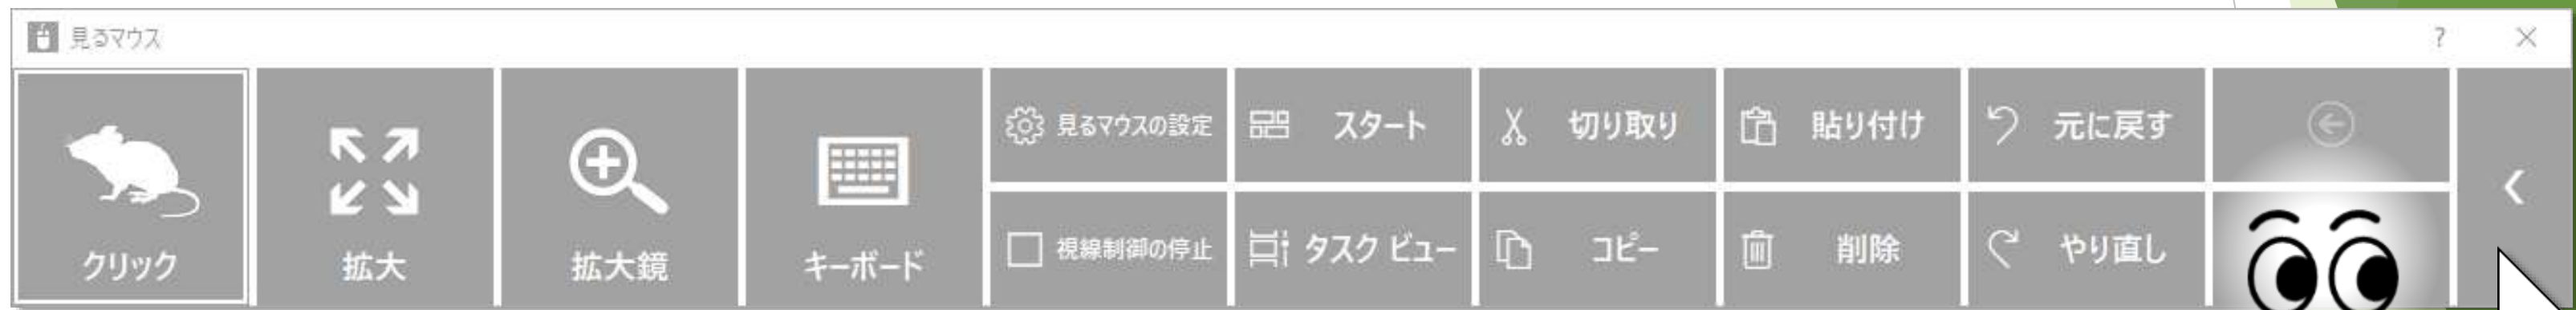 見るマウス
?
クリック
拡大
拡大鏡
キーボード
見るマウスの設定
スタート
切り取り
貼り付け
元に戻す
視線制御の停止
タスク ビュー
コピー
削除
やり直し